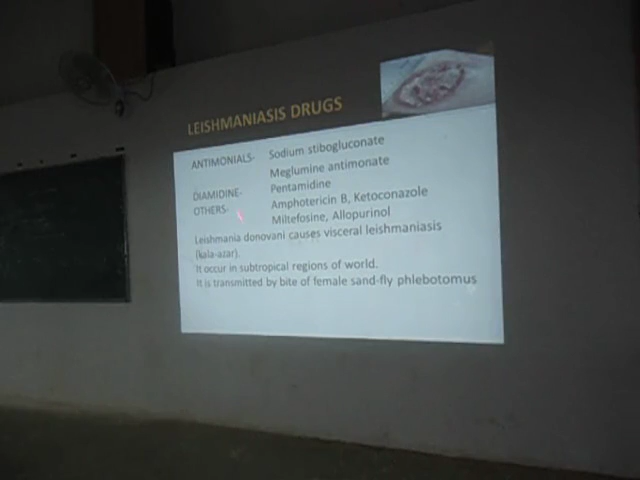 LEISHMANIASIS DRUGS
ANTIMONIALS- Sodium stibogluconate
Meglumine antimonate
DIAMIDINE- Pentamidine
OTHERS- Amphotericin B, Ketoconazole
Miltefosine, Allopurinol
Leishmania donovani causes visceral leishmaniasis
(kala-azar).
It occur in subtropical regions of world.
It is transmitted by bite of female sand-fly phlebotomus